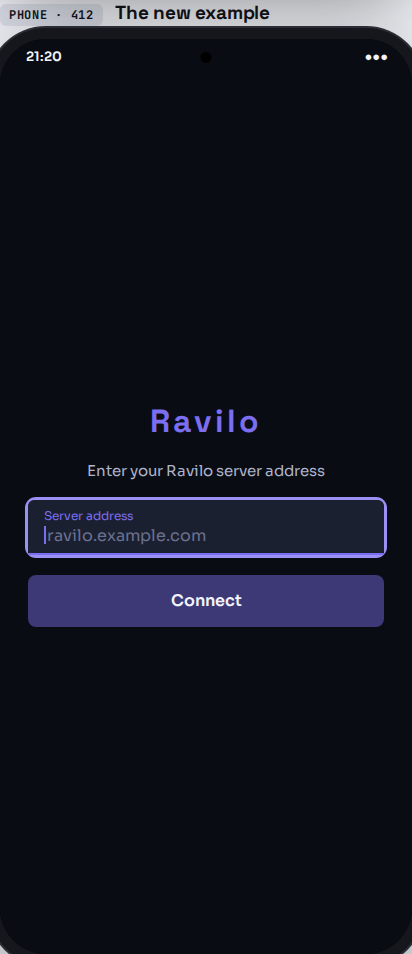 PHONE · 412 The new example
21:20
Ravilo
Enter your Ravilo server address
Server address
ravilo.example.com
Connect